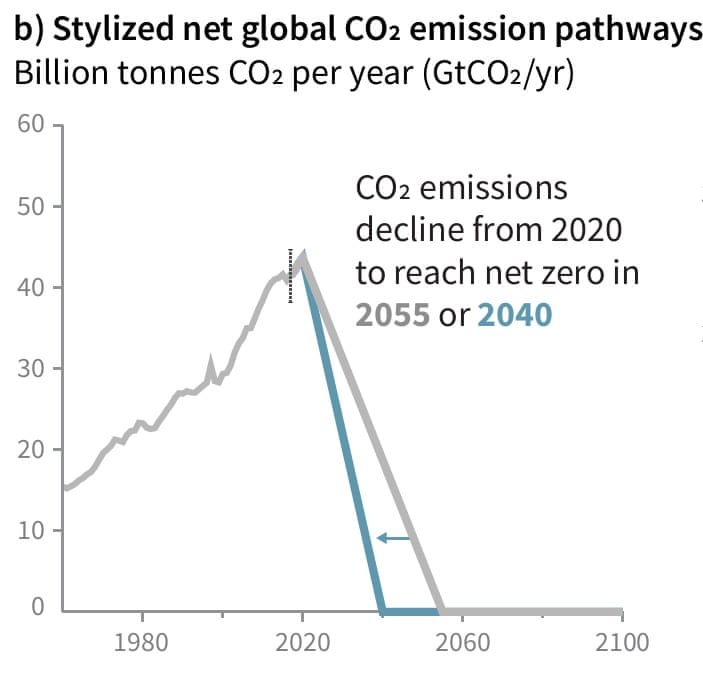 b) Stylized net global CO₂ emission pathways
Billion tonnes CO₂ per year (GtCO₂/yr)
60
50
40
30
20
10
0
CO₂ emissions
decline from 2020
to reach net zero in
2055 or 2040
1980 2020 2060 2100